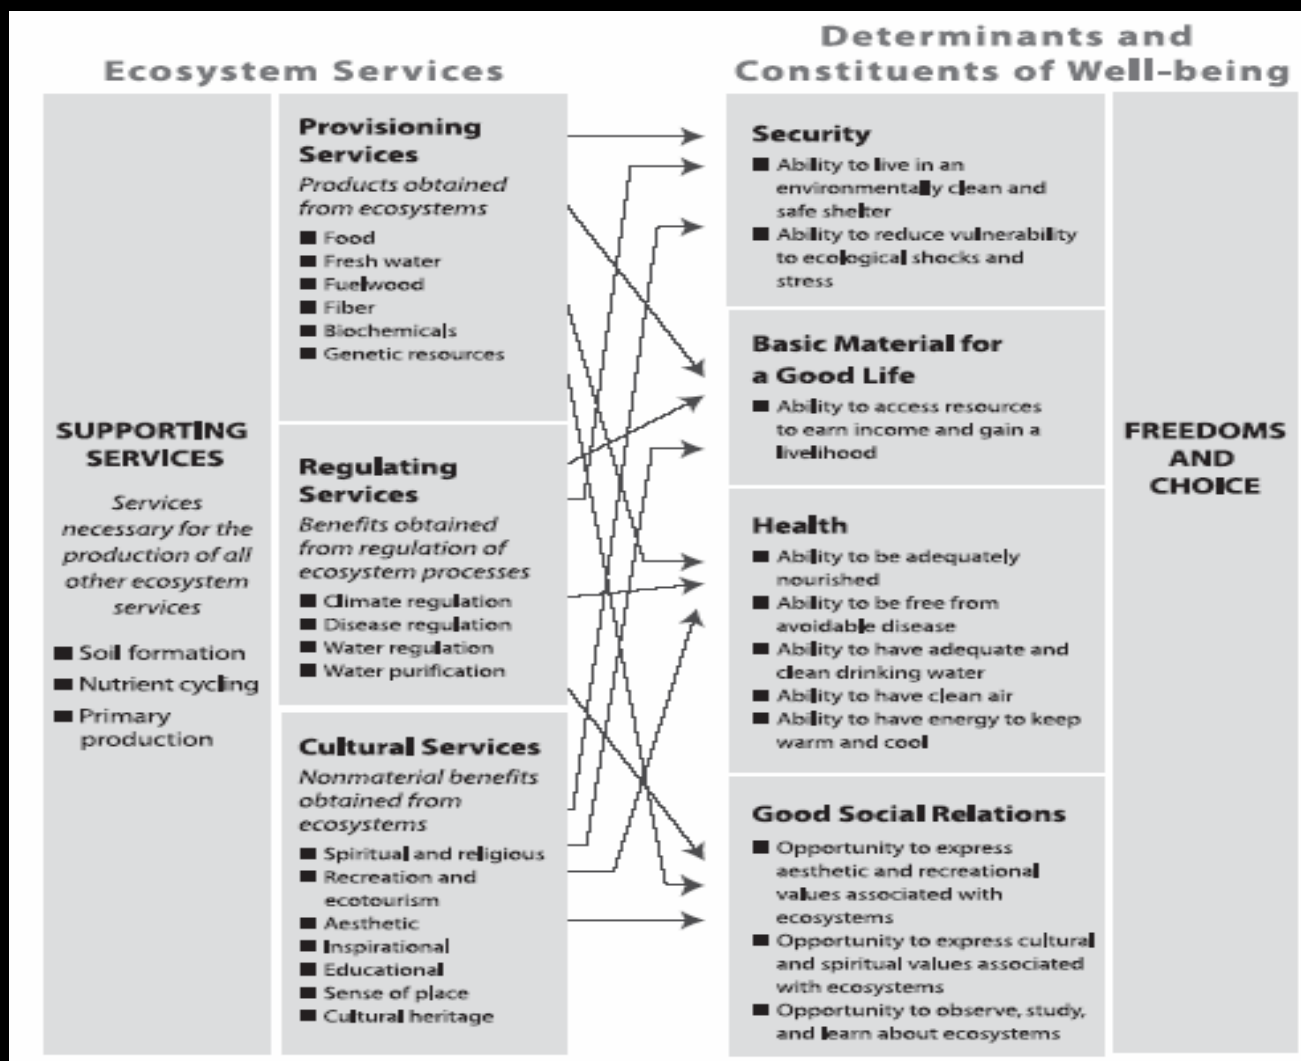 Ecosystem Services
SUPPORTING
SERVICES
Services
necessary for the
production of all
other ecosystem
services
■ Soil formation
■ Nutrient cycling
■ Primary
production
Provisioning
Services
Products obtained
from ecosystems
■ Food
■ Fresh water
■ Fuelwood
■ Fiber
■ Biochemicals
■ Genetic resources
Regulating
Services
Benefits obtained
from regulation of
ecosystem processes
■ Climate regulation
■ Disease regulation
■ Water regulation
■ Water purification
Cultural Services
Nonmaterial benefits
obtained from
ecosystems
■ Spiritual and religious
■ Recreation and
ecotourism
■ Aesthetic
■ Inspirational
■ Educational
■ Sense of place
■ Cultural heritage
Determinants and
Constituents of Well-being
Security
■ Ability to live in an
environmentally clean and
safe shelter
■ Ability to reduce vulnerability
to ecological shocks and
stress
Basic Material for
a Good Life
■ Ability to access resources
to earn income and gain a
livelihood
Health
■ Ability to be adequately
nourished
■ Ability to be free from
avoidable disease
■ Ability to have adequate and
clean drinking water
■ Ability to have clean air
■ Ability to have energy to keep
warm and cool
Good Social Relations
■ Opportunity to express
aesthetic and recreational
values associated with
ecosystems
■ Opportunity to express cultural
and spiritual values associated
with ecosystems
■ Opportunity to observe, study,
and learn about ecosystems
FREEDOMS
AND
CHOICE